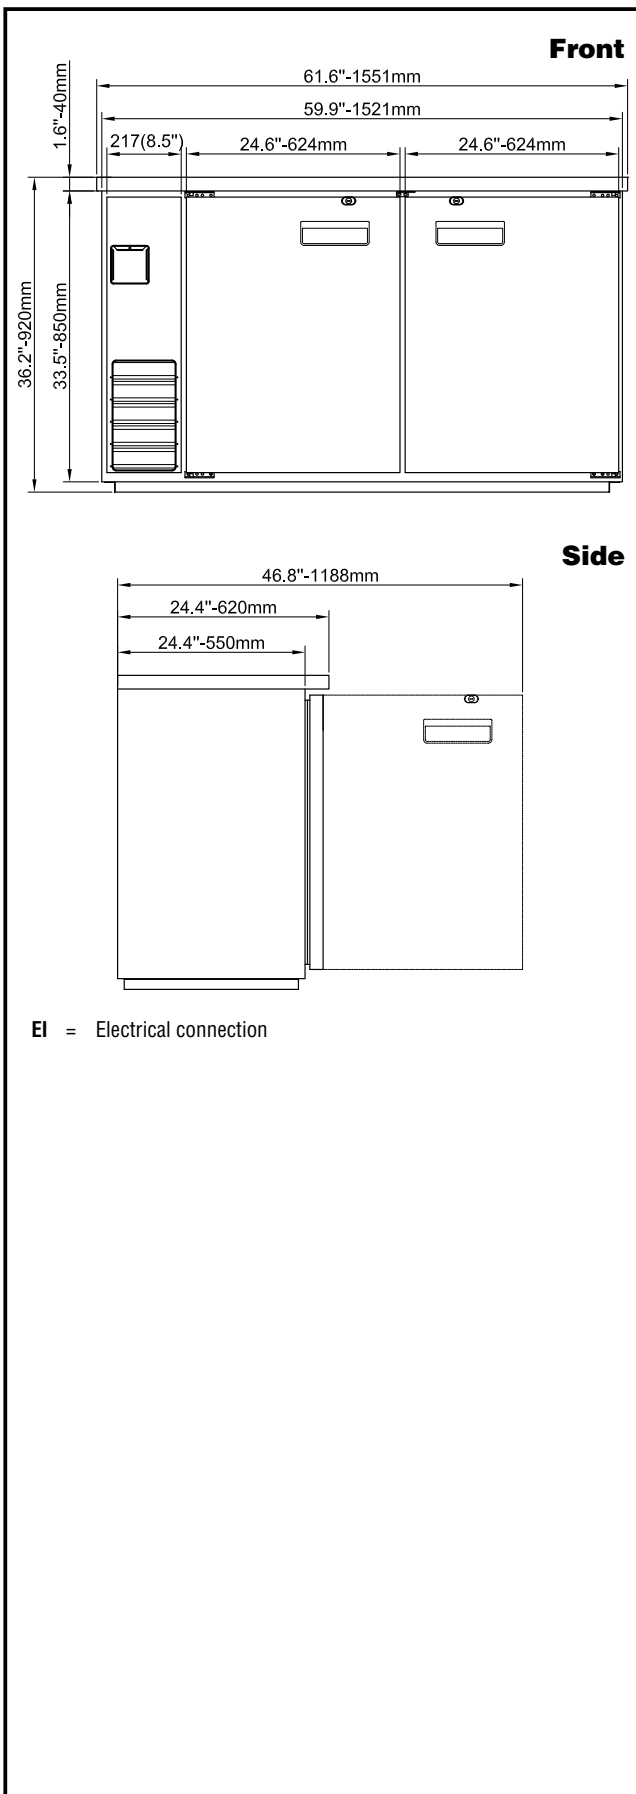 Front
61.6"-1551mm
59.9"-1521mm
217(8.5")
24.6"-624mm
24.6"-624mm
1.6"-40mm
36.2"-920mm
33.5"-850mm
Side
46.8"-1188mm
24.4"-620mm
24.4"-550mm
EI = Electrical connection